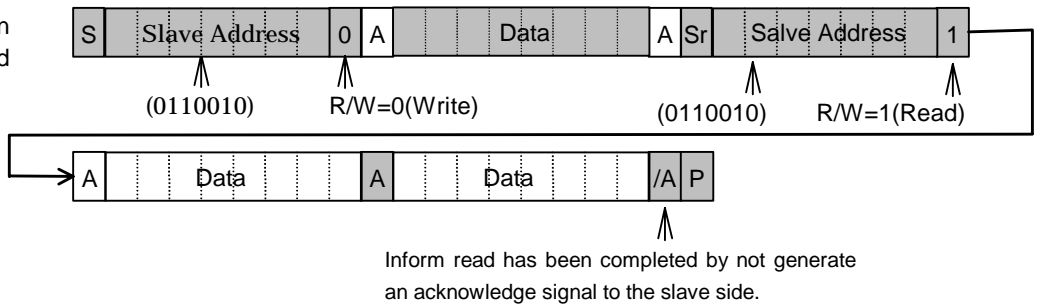 n
d
S Slave Address 0 A Data A Sr Salve Address 1
(0110010) R/W=0(Write) (0110010) R/W=1(Read)
A Data A Data /A P
Inform read has been completed by not generate
an acknowledge signal to the slave side.